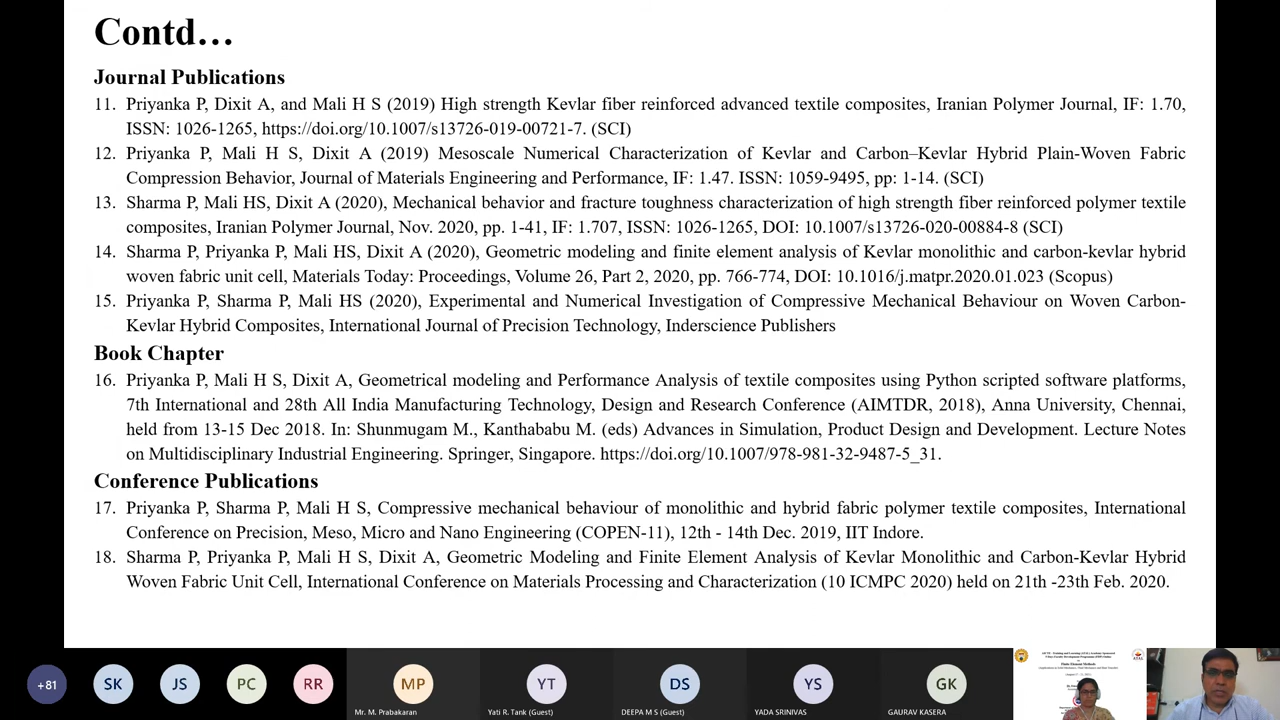 Contd…
Journal Publications
11. Priyanka P, Dixit A, and Mali H S (2019) High strength Kevlar fiber reinforced advanced textile composites, Iranian Polymer Journal, IF: 1.70,
ISSN: 1026-1265, https://doi.org/10.1007/s13726-019-00721-7. (SCI)
12. Priyanka P, Mali H S, Dixit A (2019) Mesoscale Numerical Characterization of Kevlar and Carbon–Kevlar Hybrid Plain-Woven Fabric
Compression Behavior, Journal of Materials Engineering and Performance, IF: 1.47. ISSN: 1059-9495, pp: 1-14. (SCI)
13. Sharma P, Mali HS, Dixit A (2020), Mechanical behavior and fracture toughness characterization of high strength fiber reinforced polymer textile
composites, Iranian Polymer Journal, Nov. 2020, pp. 1-41, IF: 1.707, ISSN: 1026-1265, DOI: 10.1007/s13726-020-00884-8 (SCI)
14. Sharma P, Priyanka P, Mali HS, Dixit A (2020), Geometric modeling and finite element analysis of Kevlar monolithic and carbon-kevlar hybrid
woven fabric unit cell, Materials Today: Proceedings, Volume 26, Part 2, 2020, pp. 766-774, DOI: 10.1016/j.matpr.2020.01.023 (Scopus)
15. Priyanka P, Sharma P, Mali HS (2020), Experimental and Numerical Investigation of Compressive Mechanical Behaviour on Woven Carbon-
Kevlar Hybrid Composites, International Journal of Precision Technology, Inderscience Publishers
Book Chapter
16. Priyanka P, Mali H S, Dixit A, Geometrical modeling and Performance Analysis of textile composites using Python scripted software platforms,
7th International and 28th All India Manufacturing Technology, Design and Research Conference (AIMTDR, 2018), Anna University, Chennai,
held from 13-15 Dec 2018. In: Shunmugam M., Kanthababu M. (eds) Advances in Simulation, Product Design and Development. Lecture Notes
on Multidisciplinary Industrial Engineering. Springer, Singapore. https://doi.org/10.1007/978-981-32-9487-5_31.
Conference Publications
17. Priyanka P, Sharma P, Mali H S, Compressive mechanical behaviour of monolithic and hybrid fabric polymer textile composites, International
Conference on Precision, Meso, Micro and Nano Engineering (COPEN-11), 12th - 14th Dec. 2019, IIT Indore.
18. Sharma P, Priyanka P, Mali H S, Dixit A, Geometric Modeling and Finite Element Analysis of Kevlar Monolithic and Carbon-Kevlar Hybrid
Woven Fabric Unit Cell, International Conference on Materials Processing and Characterization (10 ICMPC 2020) held on 21th -23th Feb. 2020.
+81 SK JS PC RR MP YT DS YS GK
Mr. M. Prabakaran Yati R. Tank (Guest) DEEPA M S (Guest) YADA SRINIVAS GAURAV KASERA
Finite Element Methods